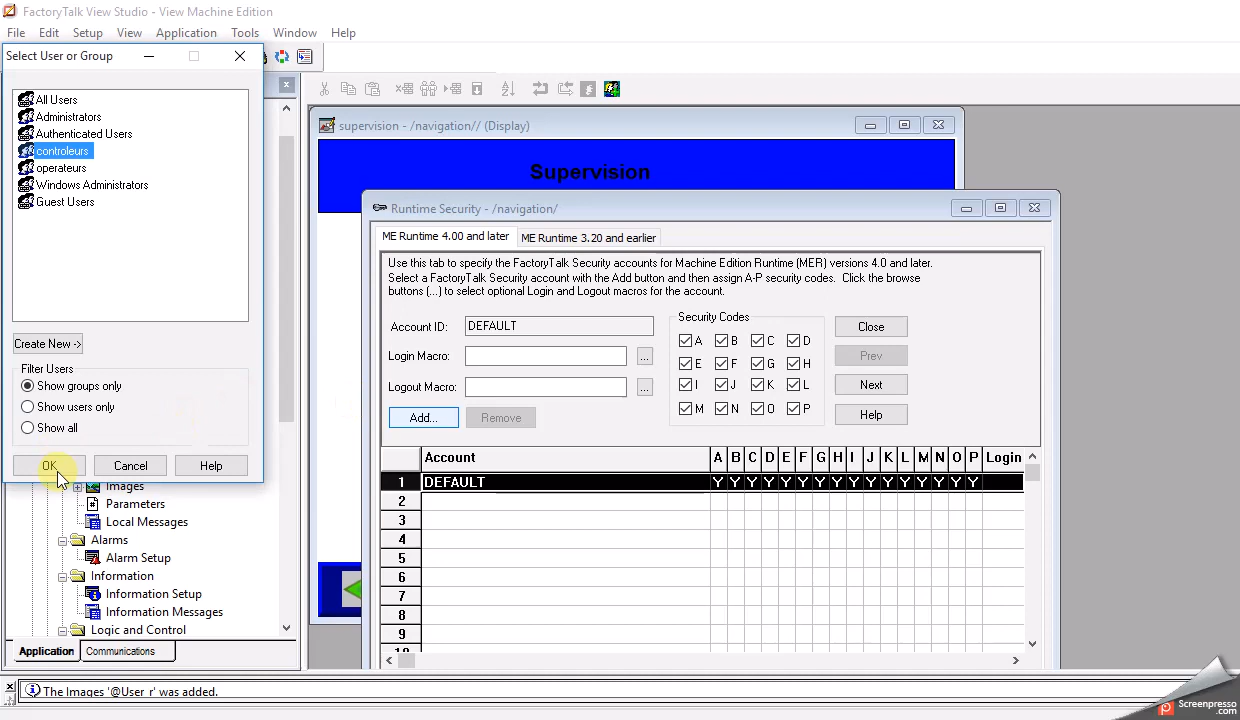 FactoryTalk View Studio - View Machine Edition
File Edit Setup View Application Tools Window Help
Select User or Group
All Users
Administrators
Authenticated Users
controleurs
operateurs
Windows Administrators
Guest Users
Create New ->
Filter Users
Show groups only
Show users only
Show all
OK Cancel Help
Images
Parameters
Local Messages
Alarms
Alarm Setup
Information
Information Setup
Information Messages
Logic and Control
Application Communications
supervision - /navigation// (Display)
Supervision
Runtime Security - /navigation/
ME Runtime 4.00 and later ME Runtime 3.20 and earlier
Use this tab to specify the FactoryTalk Security accounts for Machine Edition Runtime (MER) versions 4.0 and later.
Select a FactoryTalk Security account with the Add button and then assign A-P security codes. Click the browse
buttons (...) to select optional Login and Logout macros for the account.
Account ID: DEFAULT
Login Macro: ...
Logout Macro: ...
Add... Remove
Security Codes
A B C D
E F G H
I J K L
M N O P
Close
Prev
Next
Help
Account A B C D E F G H I J K L M N O P Login
1 DEFAULT Y Y Y Y Y Y Y Y Y Y Y Y Y Y Y Y
2
3
4
5
6
7
8
9
10
The Images '@User_r' was added.
Screenpresso
.com